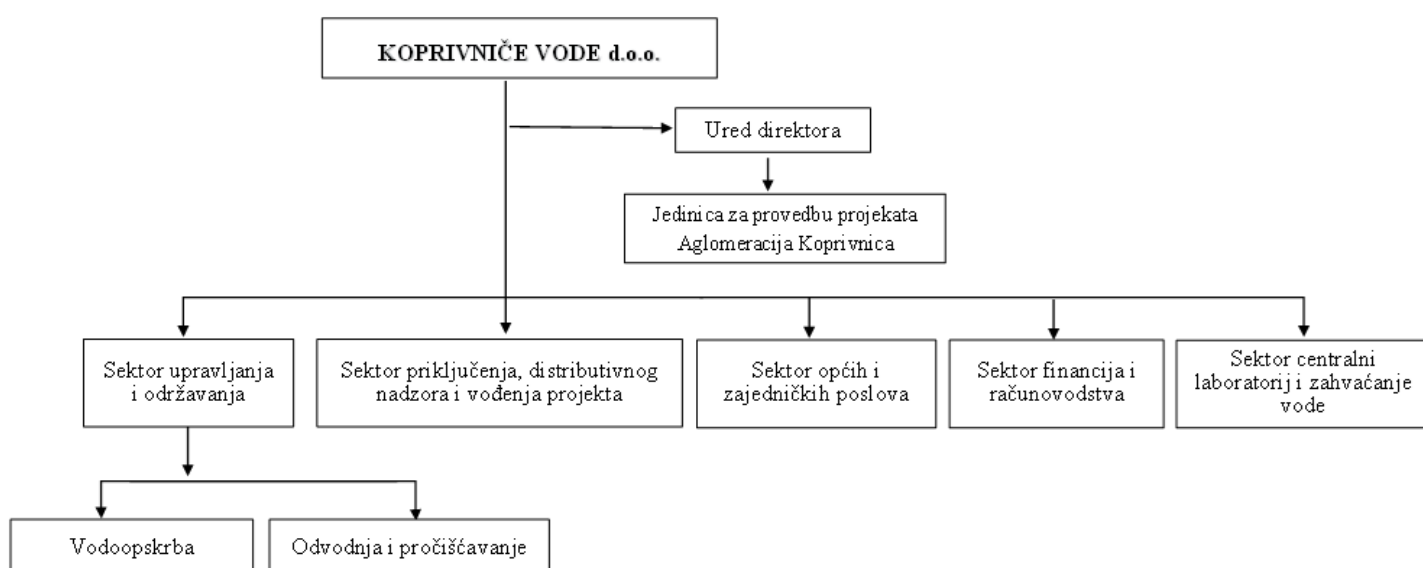 KOPRIVNIČE VODE d.o.o.
Ured direktora
Jedinica za provedbu projekata
Aglomeracija Koprivnica
Sektor upravljanja
i održavanja
Sektor priključenja, distributivnog
nadzora i vođenja projekta
Sektor općih i
zajedničkih poslova
Sektor financija i
računovodstva
Sektor centralni
laboratorij i zahvaćanje
vode
Vodoopskrba
Odvodnja i pročišćavanje